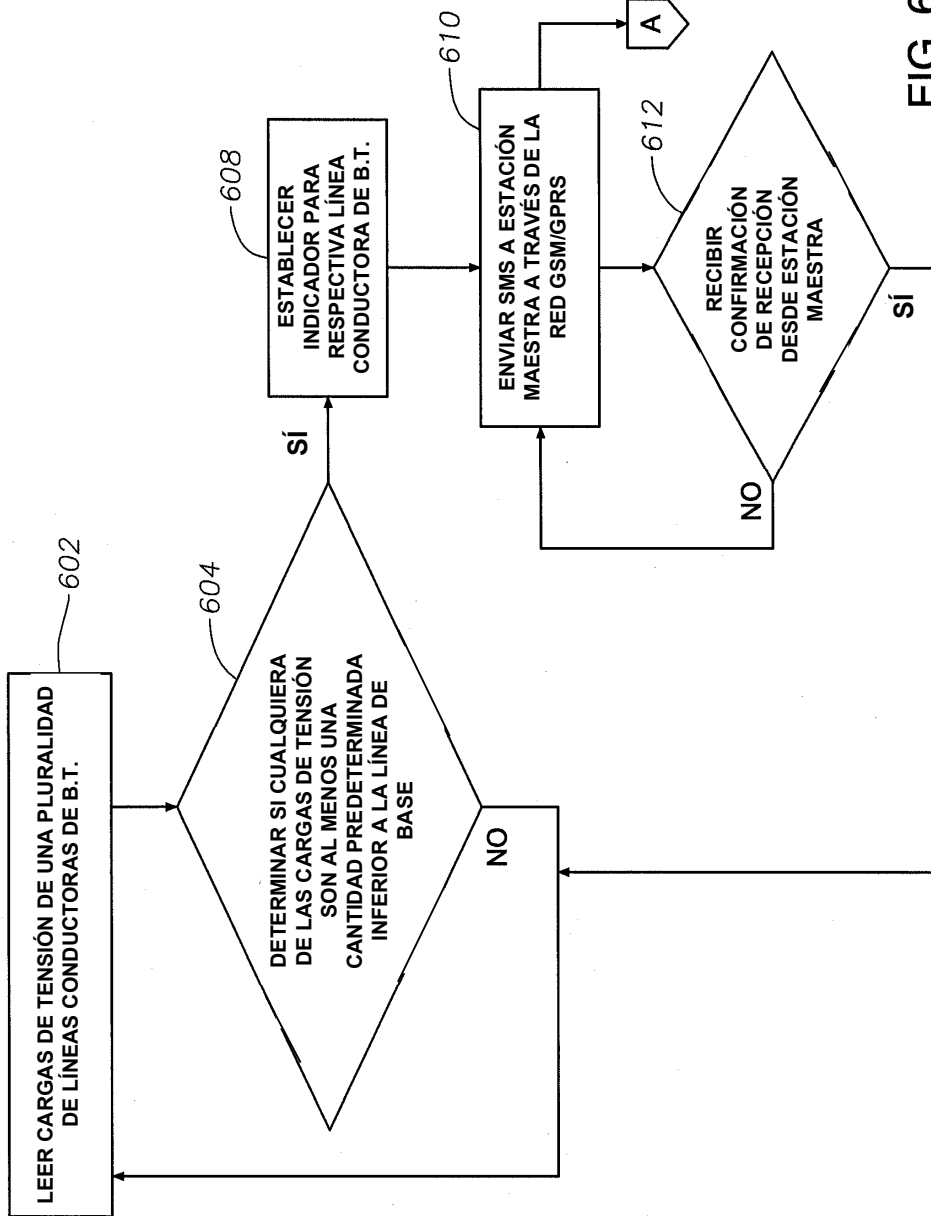 602
LEER CARGAS DE TENSIÓN DE UNA PLURALIDAD
DE LÍNEAS CONDUCTORAS DE B.T.
604
DETERMINAR SI CUALQUIERA
DE LAS CARGAS DE TENSIÓN
SON AL MENOS UNA
CANTIDAD PREDETERMINADA
INFERIOR A LA LÍNEA DE
BASE
SÍ
NO
608
ESTABLECER
INDICADOR PARA
RESPECTIVA LÍNEA
CONDUCTORA DE B.T.
610
ENVIAR SMS A ESTACIÓN
MAESTRA A TRAVÉS DE LA
RED GSM/GPRS
A
612
RECIBIR
CONFIRMACIÓN
DE RECEPCIÓN
DESDE ESTACIÓN
MAESTRA
NO
SÍ
FIG. 6